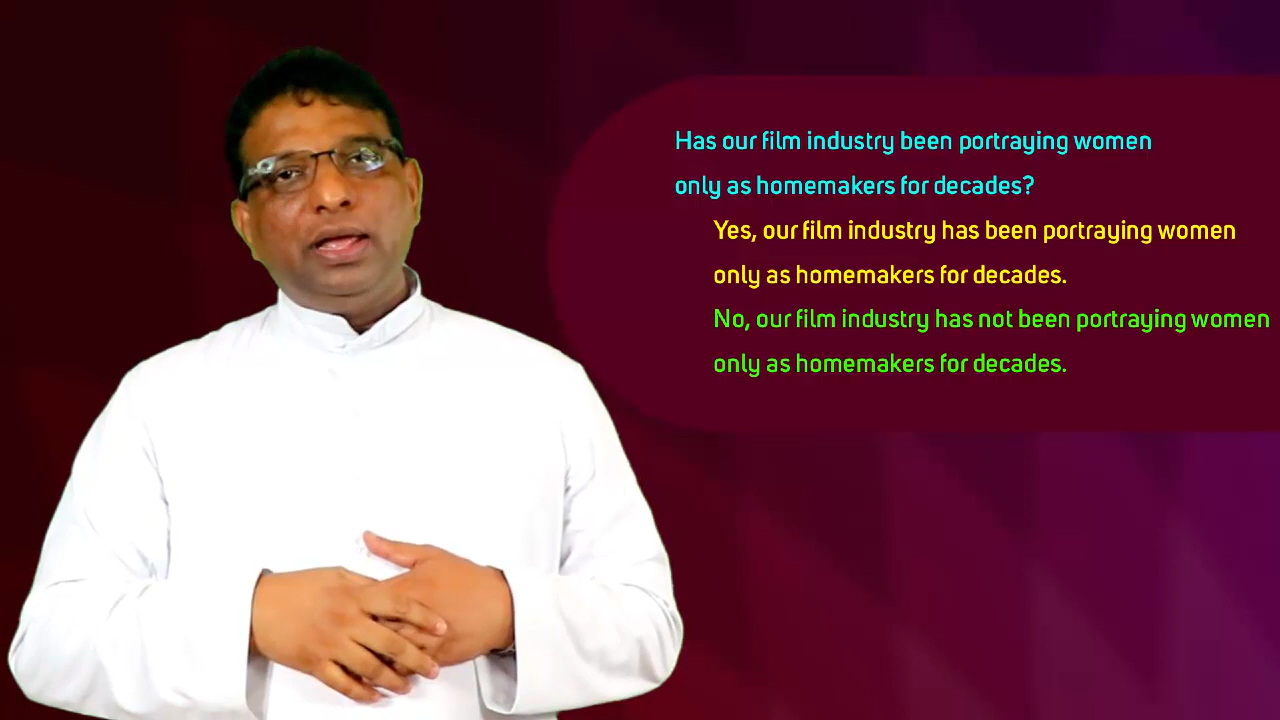 Has our film industry been portraying women
only as homemakers for decades?
Yes, our film industry has been portraying women
only as homemakers for decades.
No, our film industry has not been portraying women
only as homemakers for decades.